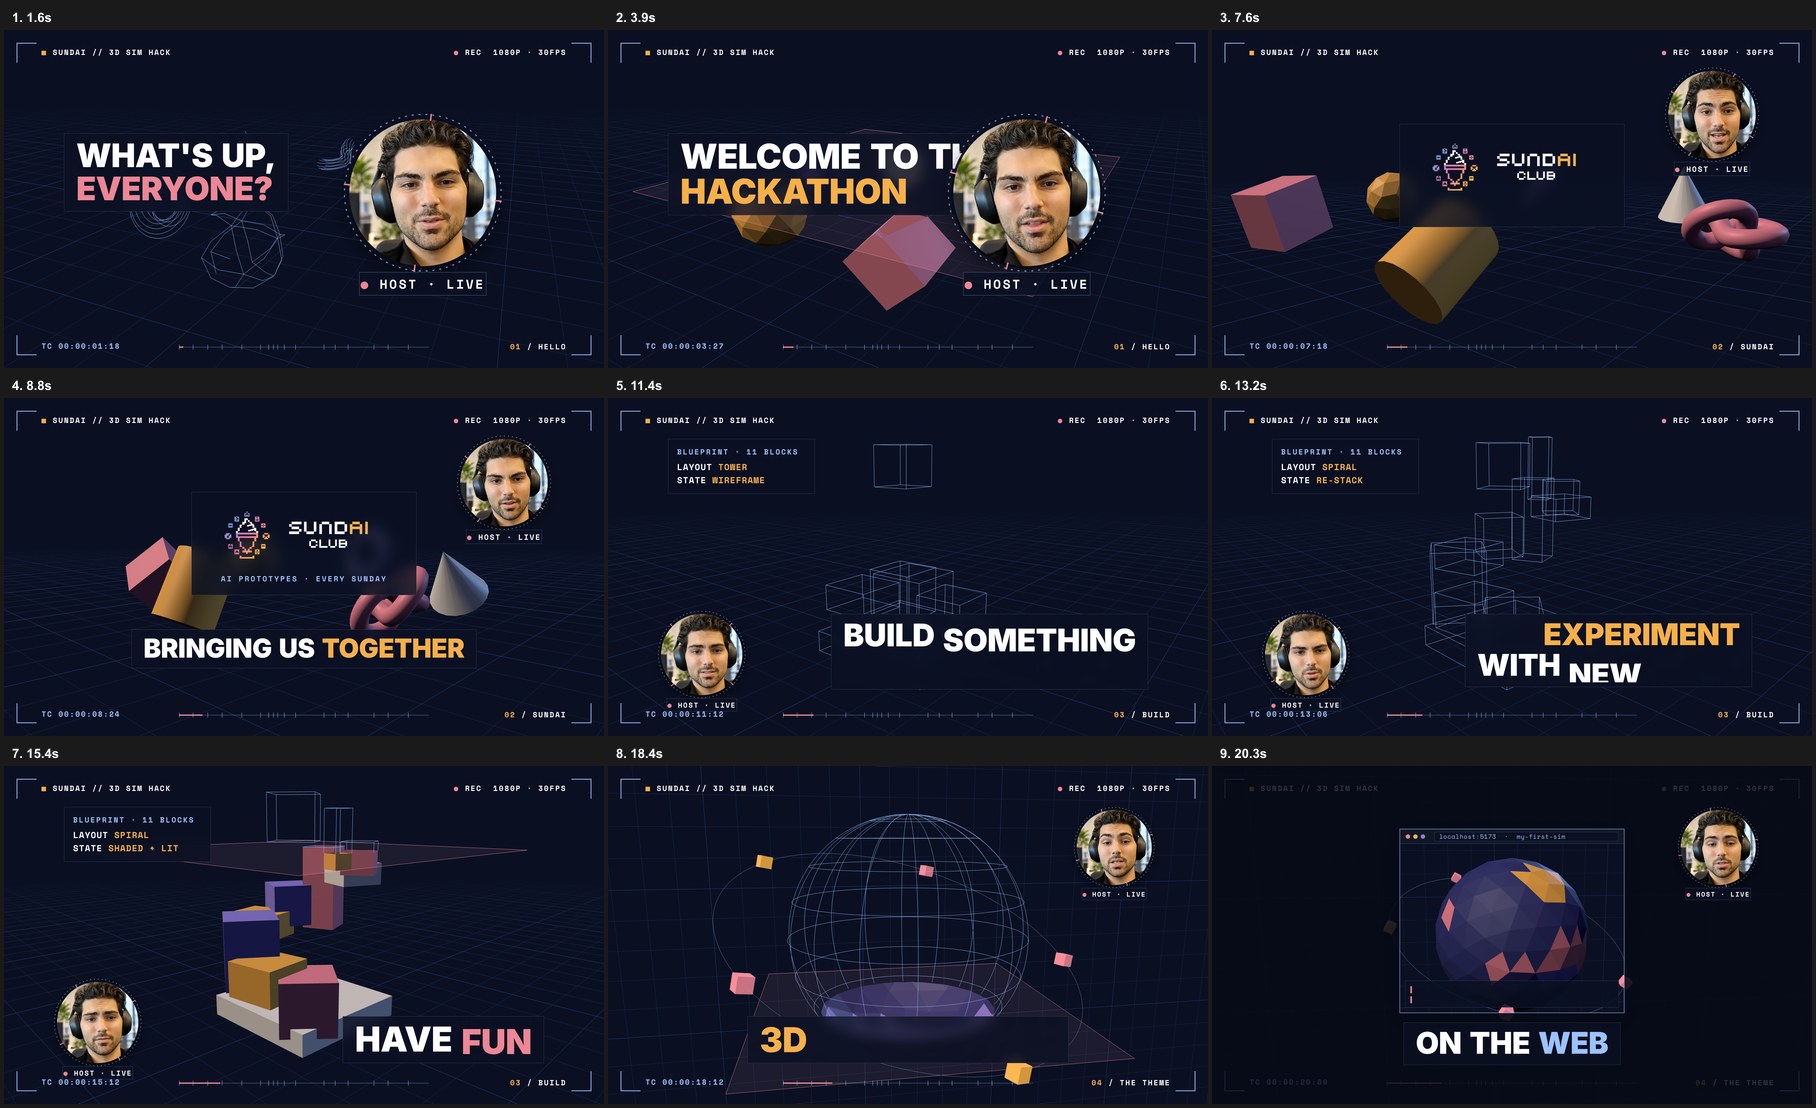 1. 1.6s
SUNDAI // 3D SIM HACK
REC 1080P · 30FPS
WHAT'S UP,
EVERYONE?
HOST · LIVE
TC 00:00:01:18
01 / HELLO
2. 3.9s
SUNDAI // 3D SIM HACK
REC 1080P · 30FPS
WELCOME TO TH
HACKATHON
HOST · LIVE
TC 00:00:03:27
01 / HELLO
3. 7.6s
SUNDAI // 3D SIM HACK
REC 1080P · 30FPS
SUNDAI
CLUB
HOST · LIVE
TC 00:00:07:18
02 / SUNDAI
4. 8.8s
SUNDAI // 3D SIM HACK
REC 1080P · 30FPS
SUNDAI
CLUB
AI PROTOTYPES · EVERY SUNDAY
HOST · LIVE
BRINGING US TOGETHER
TC 00:00:08:24
02 / SUNDAI
5. 11.4s
SUNDAI // 3D SIM HACK
REC 1080P · 30FPS
BLUEPRINT · 11 BLOCKS
LAYOUT TOWER
STATE WIREFRAME
BUILD SOMETHING
HOST · LIVE
TC 00:00:11:12
03 / BUILD
6. 13.2s
SUNDAI // 3D SIM HACK
REC 1080P · 30FPS
BLUEPRINT · 11 BLOCKS
LAYOUT SPIRAL
STATE RE-STACK
EXPERIMENT
WITH NEW
HOST · LIVE
TC 00:00:13:06
03 / BUILD
7. 15.4s
SUNDAI // 3D SIM HACK
REC 1080P · 30FPS
BLUEPRINT · 11 BLOCKS
LAYOUT SPIRAL
STATE SHADED + LIT
HAVE FUN
HOST · LIVE
TC 00:00:15:12
03 / BUILD
8. 18.4s
SUNDAI // 3D SIM HACK
REC 1080P · 30FPS
HOST · LIVE
3D
TC 00:00:18:12
04 / THE THEME
9. 20.3s
SUNDAI // 3D SIM HACK
REC 1080P · 30FPS
localhost:5173 · my-first-sim
HOST · LIVE
ON THE WEB
04 / THE THEME